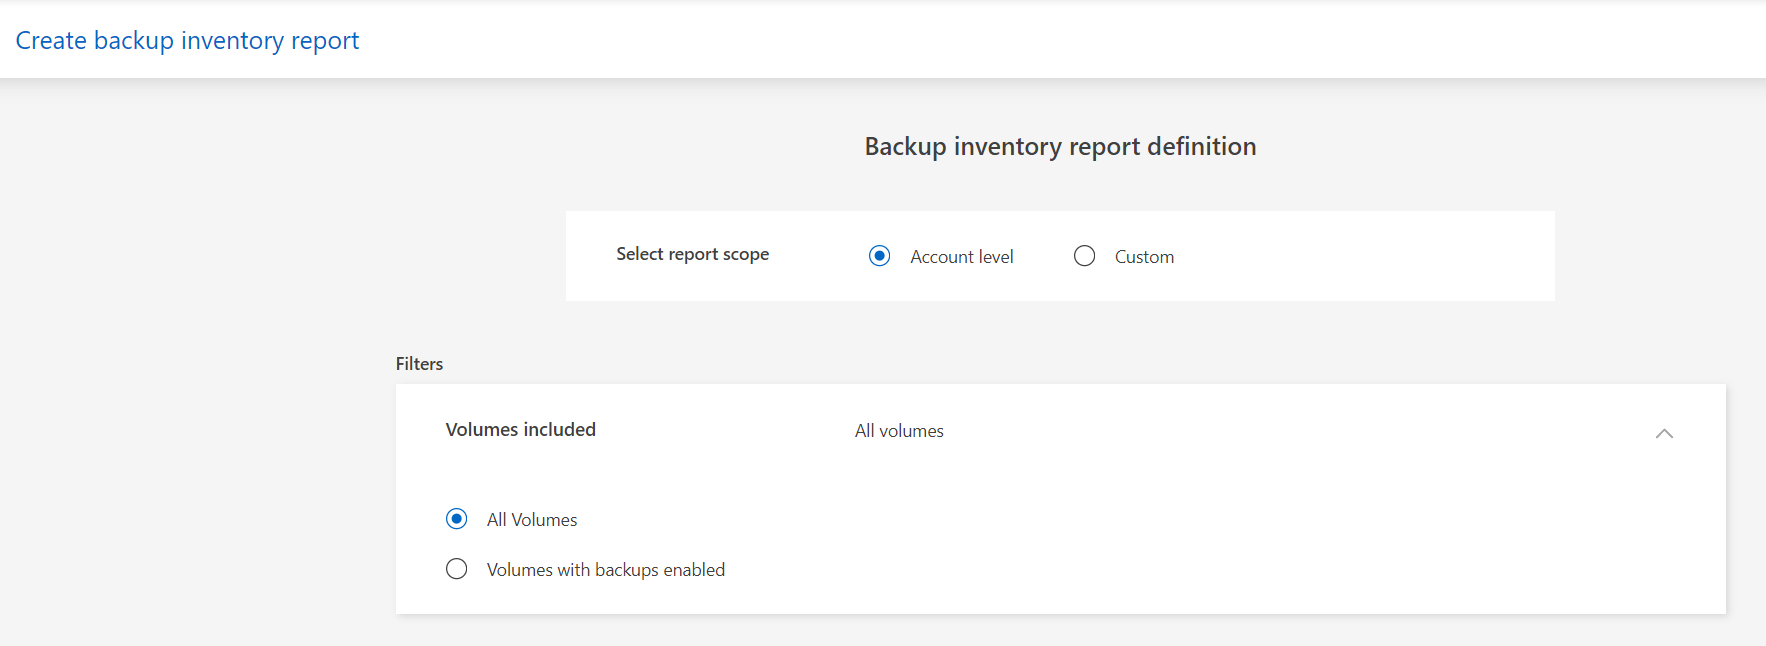 Create backup inventory report
Backup inventory report definition
Select report scope
Account level
Custom
Filters
Volumes included
All volumes
All Volumes
Volumes with backups enabled